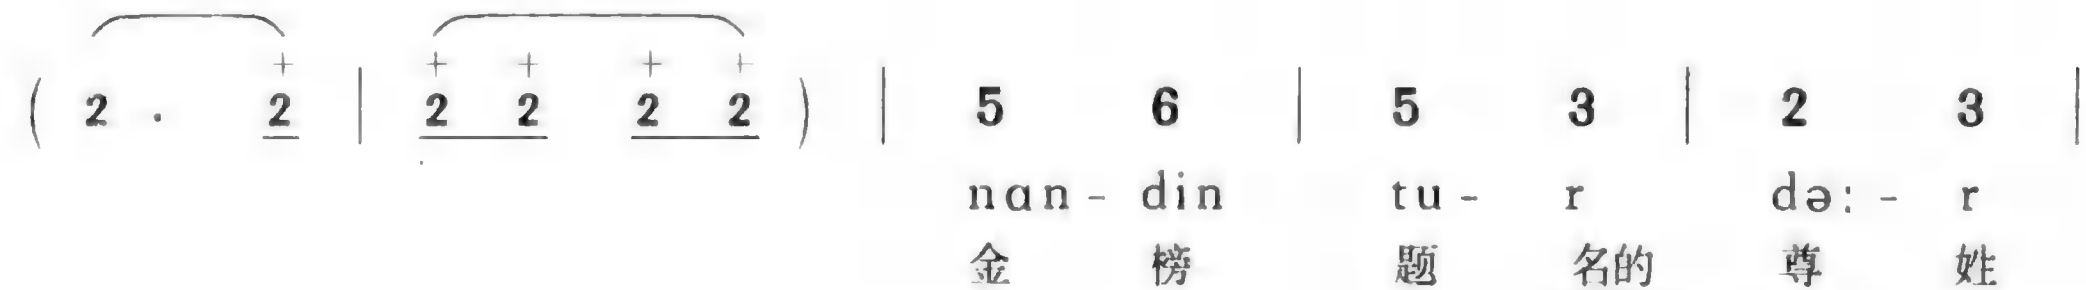 + + + + +
( 2 . 2 | 2 2 2 2 ) | 5 6 | 5 3 | 2 3 |
nɑn - din tu - r də: - r
金 榜 题 名的 尊 姓